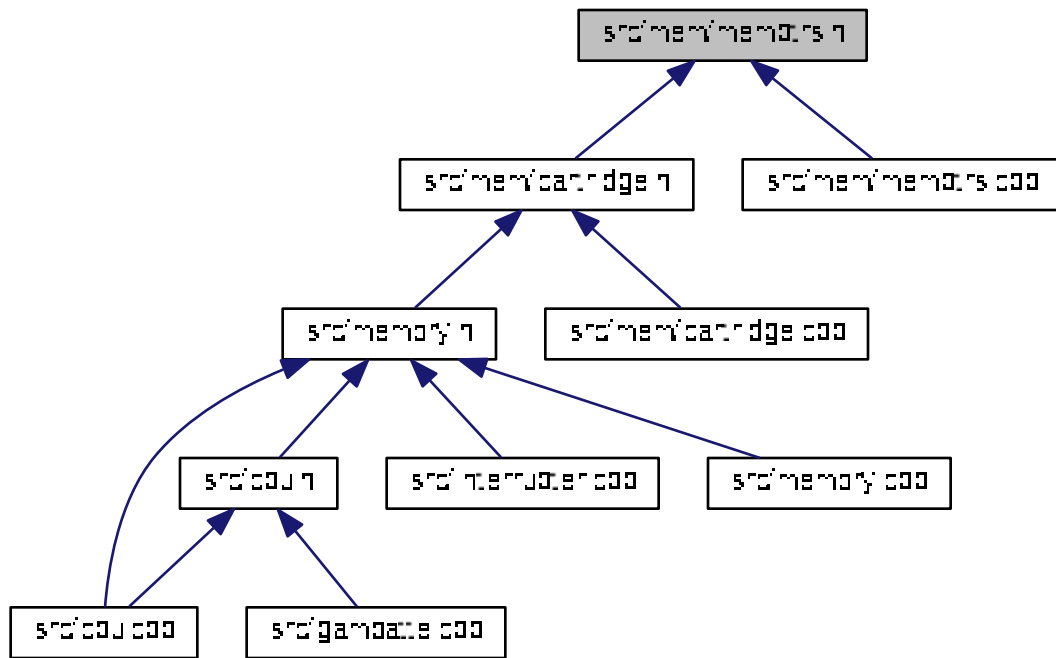 src/mem/memptrs.h
src/mem/cartridge.h
src/mem/memptrs.cpp
src/memory.h
src/mem/cartridge.cpp
src/cpu.h
src/interrupter.cpp
src/memory.cpp
src/cpu.cpp
src/gambatte.cpp